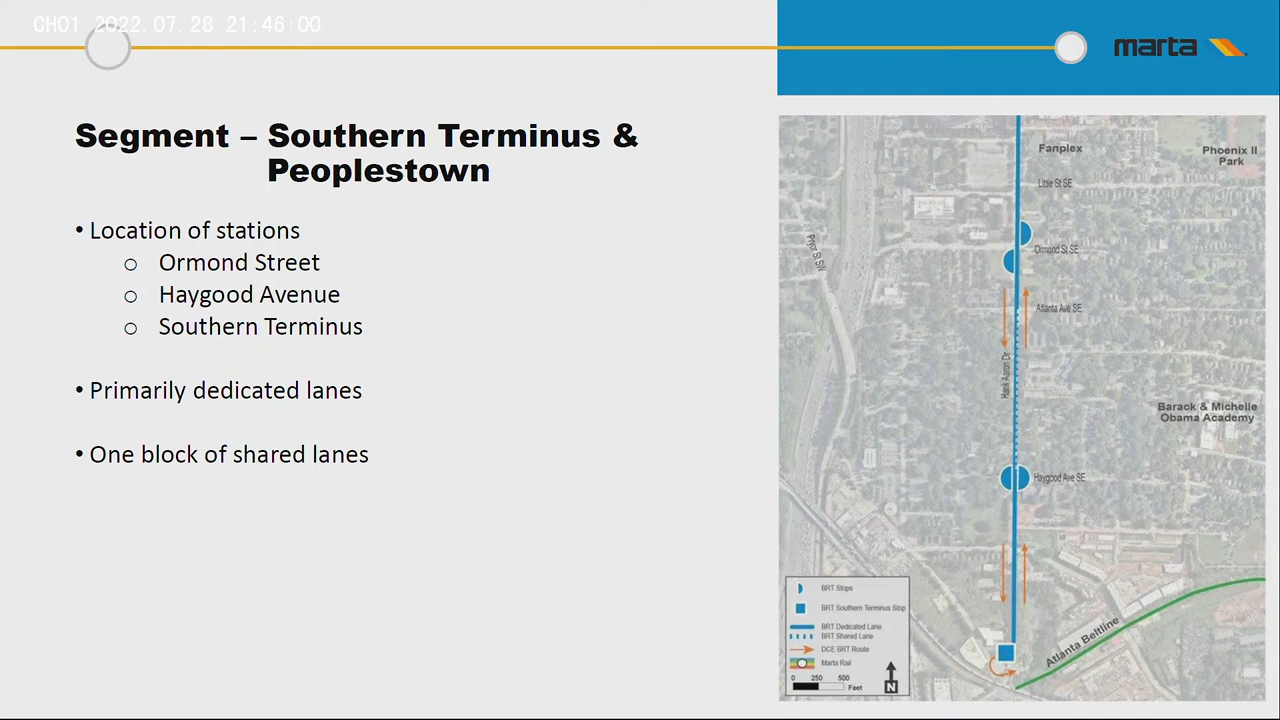 CH01 2022.07.28 21:46:00
marta
Segment – Southern Terminus &
Peoplestown
• Location of stations
o Ormond Street
o Haygood Avenue
o Southern Terminus
• Primarily dedicated lanes
• One block of shared lanes
Fanplex
Phoenix II
Park
Little St SE
Pryor St SW
Ormond St SE
Atlanta Ave SE
Hank Aaron Dr
Barack & Michelle
Obama Academy
Haygood Ave SE
Atlanta Beltline
BRT Stops
BRT Southern Terminus Stop
BRT Dedicated Lane
BRT Shared Lane
DCE BRT Route
Marta Rail
0 250 500
Feet
N